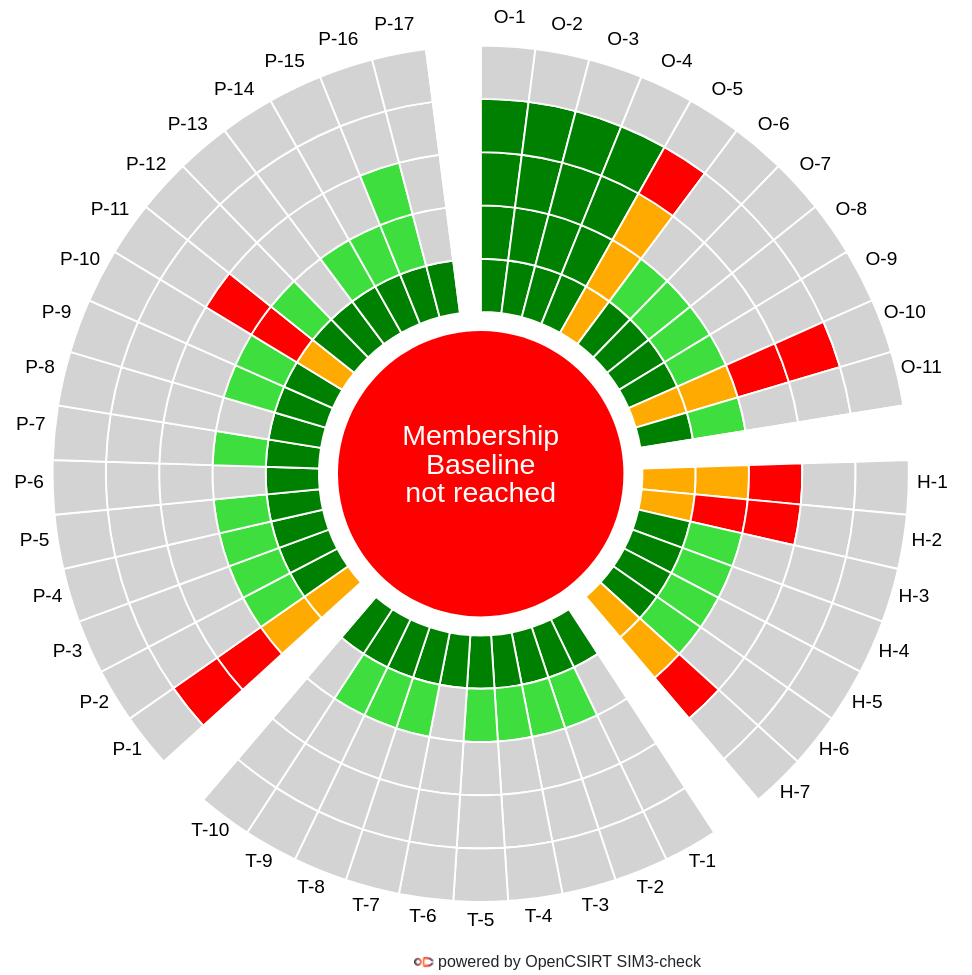 O-1
O-2
O-3
O-4
O-5
O-6
O-7
O-8
O-9
O-10
O-11
H-1
H-2
H-3
H-4
H-5
H-6
H-7
T-1
T-2
T-3
T-4
T-5
T-6
T-7
T-8
T-9
T-10
P-1
P-2
P-3
P-4
P-5
P-6
P-7
P-8
P-9
P-10
P-11
P-12
P-13
P-14
P-15
P-16
P-17
Membership
Baseline
not reached
powered by OpenCSIRT SIM3-check